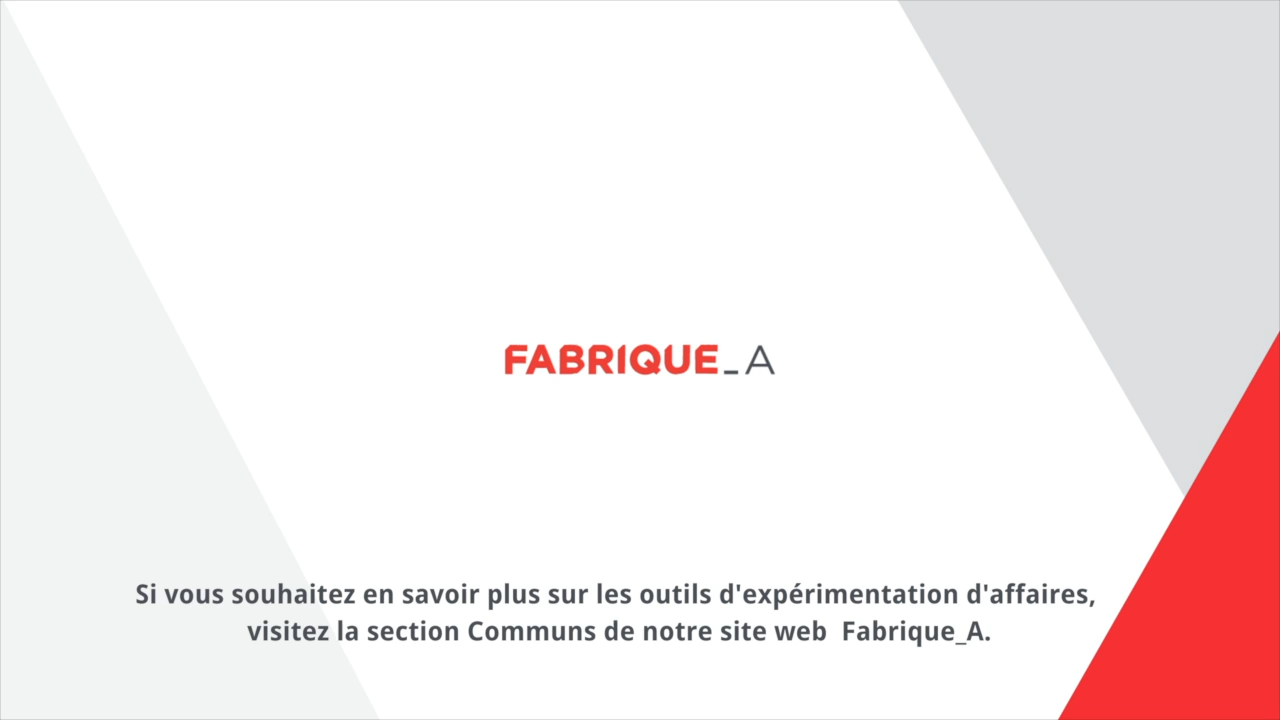 FABRIQUE_A
Si vous souhaitez en savoir plus sur les outils d'expérimentation d'affaires,
visitez la section Communs de notre site web  Fabrique_A.